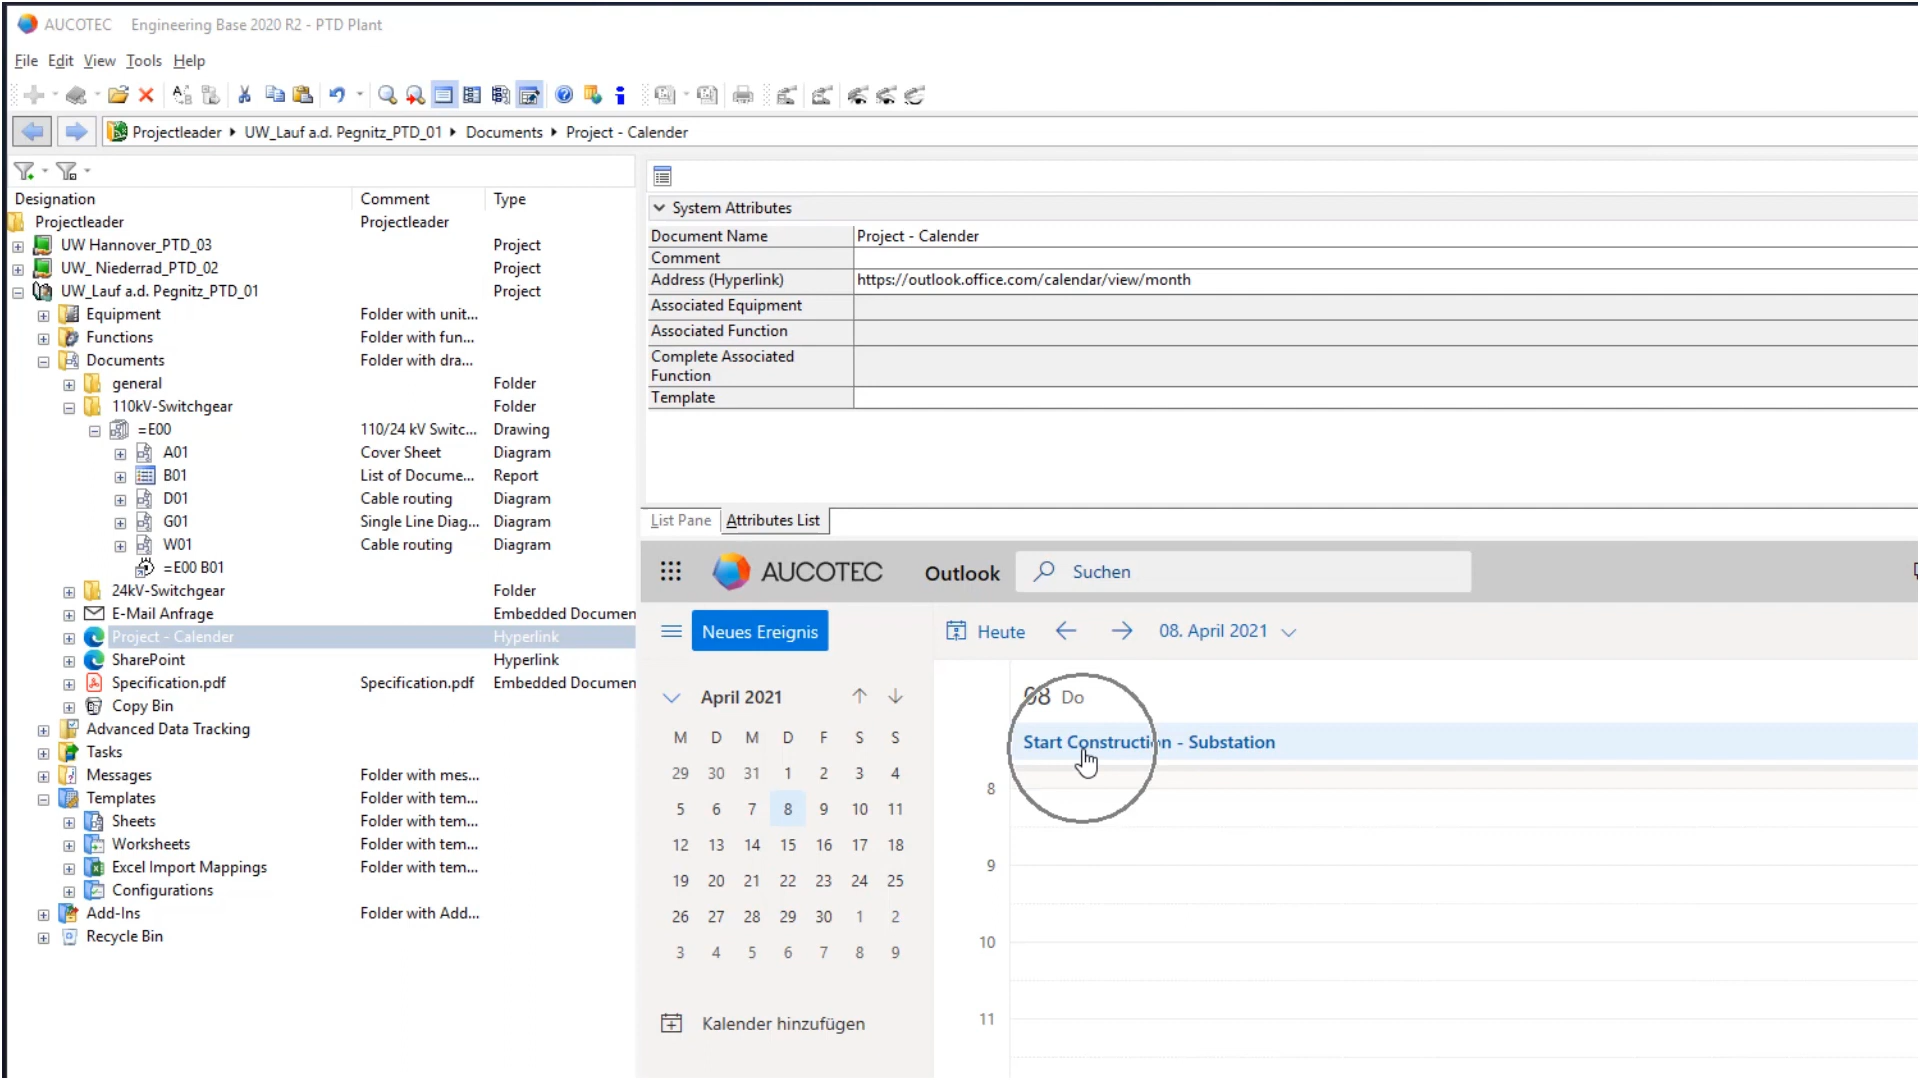 AUCOTEC Engineering Base 2020 R2 - PTD Plant
File Edit View Tools Help
Projectleader UW_Lauf a.d. Pegnitz_PTD_01 Documents Project - Calender
Designation Comment Type
Projectleader Projectleader
UW Hannover_PTD_03 Project
UW_ Niederrad_PTD_02 Project
UW_Lauf a.d. Pegnitz_PTD_01 Project
Equipment Folder with unit...
Functions Folder with fun...
Documents Folder with dra...
general Folder
110kV-Switchgear Folder
=E00 110/24 kV Switc... Drawing
A01 Cover Sheet Diagram
B01 List of Docume... Report
D01 Cable routing Diagram
G01 Single Line Diag... Diagram
W01 Cable routing Diagram
=E00 B01
24kV-Switchgear Folder
E-Mail Anfrage Embedded Documen
Project - Calender Hyperlink
SharePoint Hyperlink
Specification.pdf Specification.pdf Embedded Documen
Copy Bin
Advanced Data Tracking
Tasks
Messages Folder with mes...
Templates Folder with tem...
Sheets Folder with tem...
Worksheets Folder with tem...
Excel Import Mappings Folder with tem...
Configurations Folder with tem...
Add-Ins Folder with Add...
Recycle Bin
System Attributes
Document Name Project - Calender
Comment
Address (Hyperlink) https://outlook.office.com/calendar/view/month
Associated Equipment
Associated Function
Complete Associated
Function
Template
List Pane Attributes List
AUCOTEC Outlook Suchen
Neues Ereignis Heute 08. April 2021
April 2021
M D M D F S S
29 30 31 1 2 3 4
5 6 7 8 9 10 11
12 13 14 15 16 17 18
19 20 21 22 23 24 25
26 27 28 29 30 1 2
3 4 5 6 7 8 9
Kalender hinzufügen
08 Do
Start Construction - Substation
8
9
10
11